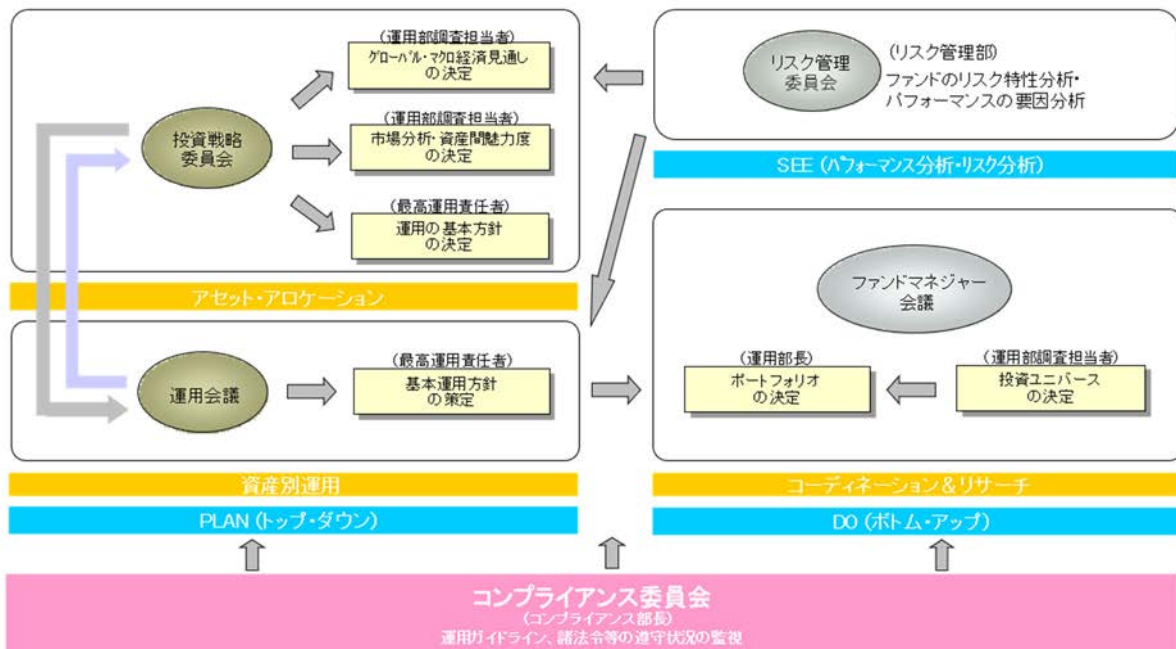 (運用部調査担当者)
グローバル・マクロ経済見通し
の決定
投資戦略
委員会
(運用部調査担当者)
市場分析・資産間魅力度
の決定
(最高運用責任者)
運用の基本方針
の決定
アセット・アロケーション
運用会議
(最高運用責任者)
基本運用方針
の策定
資産別運用
PLAN (トップ・ダウン)
リスク管理
委員会
(リスク管理部)
ファンドのリスク特性分析・
パフォーマンスの要因分析
SEE (パフォーマンス分析・リスク分析)
ファンドマネジャー
会議
(運用部長)
ポートフォリオ
の決定
(運用部調査担当者)
投資ユニバース
の決定
コーディネーション&リサーチ
DO (ボトム・アップ)
コンプライアンス委員会
(コンプライアンス部長)
運用ガイドライン、諸法令等の遵守状況の監視